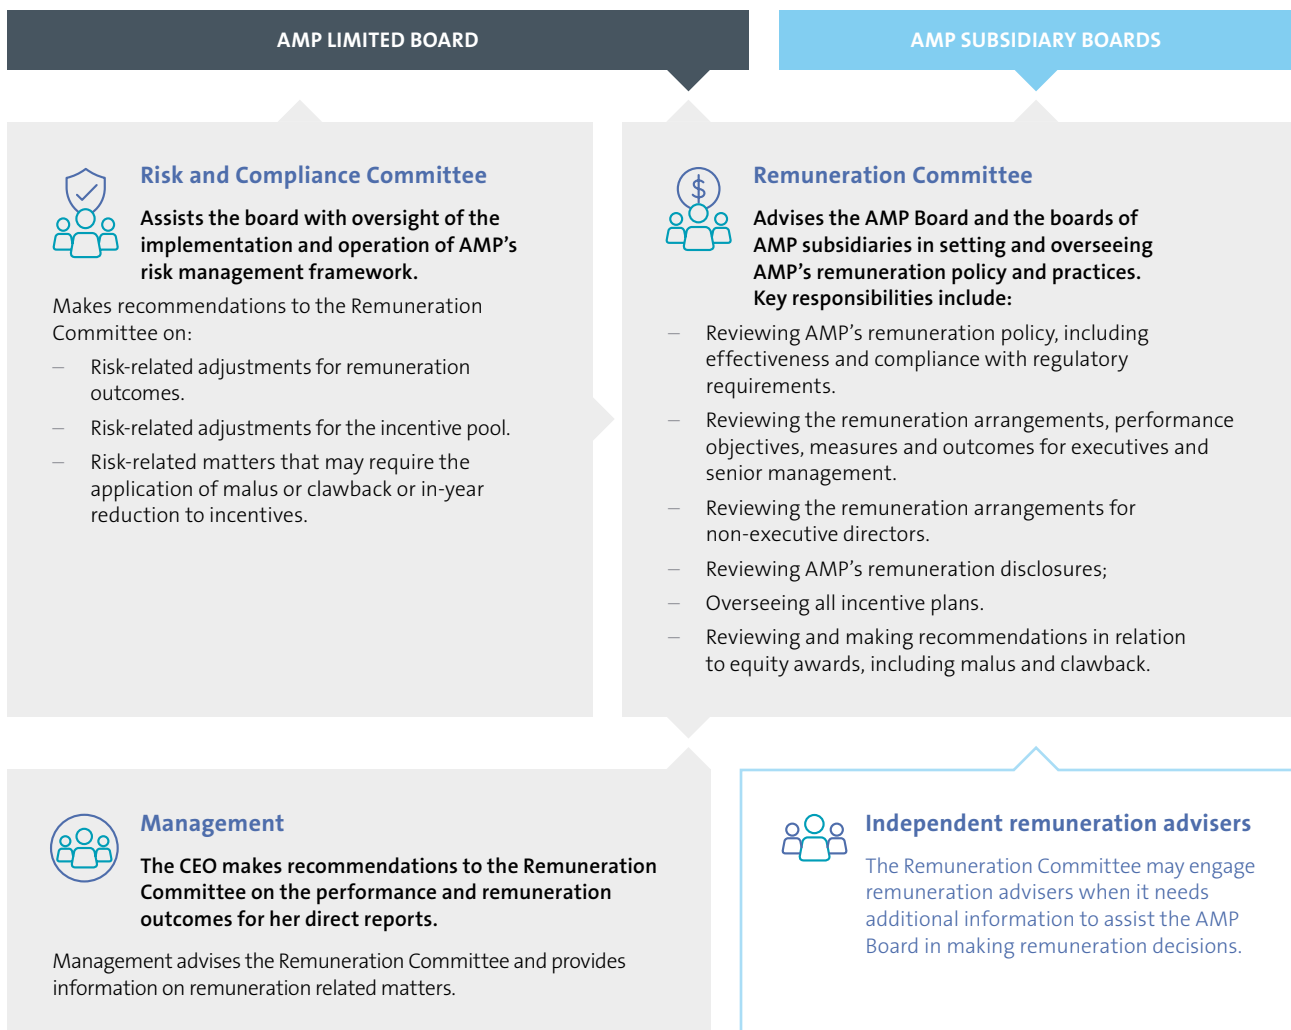 AMP LIMITED BOARD
AMP SUBSIDIARY BOARDS
Risk and Compliance Committee
Assists the board with oversight of the
implementation and operation of AMP's
risk management framework.
Makes recommendations to the Remuneration
Committee on:
– Risk-related adjustments for remuneration
outcomes.
– Risk-related adjustments for the incentive pool.
– Risk-related matters that may require the
application of malus or clawback or in-year
reduction to incentives.
$
Remuneration Committee
Advises the AMP Board and the boards of
AMP subsidiaries in setting and overseeing
AMP's remuneration policy and practices.
Key responsibilities include:
– Reviewing AMP's remuneration policy, including
effectiveness and compliance with regulatory
requirements.
– Reviewing the remuneration arrangements, performance
objectives, measures and outcomes for executives and
senior management.
– Reviewing the remuneration arrangements for
non-executive directors.
– Reviewing AMP's remuneration disclosures;
– Overseeing all incentive plans.
– Reviewing and making recommendations in relation
to equity awards, including malus and clawback.
Management
The CEO makes recommendations to the Remuneration
Committee on the performance and remuneration
outcomes for her direct reports.
Management advises the Remuneration Committee and provides
information on remuneration related matters.
Independent remuneration advisers
The Remuneration Committee may engage
remuneration advisers when it needs
additional information to assist the AMP
Board in making remuneration decisions.